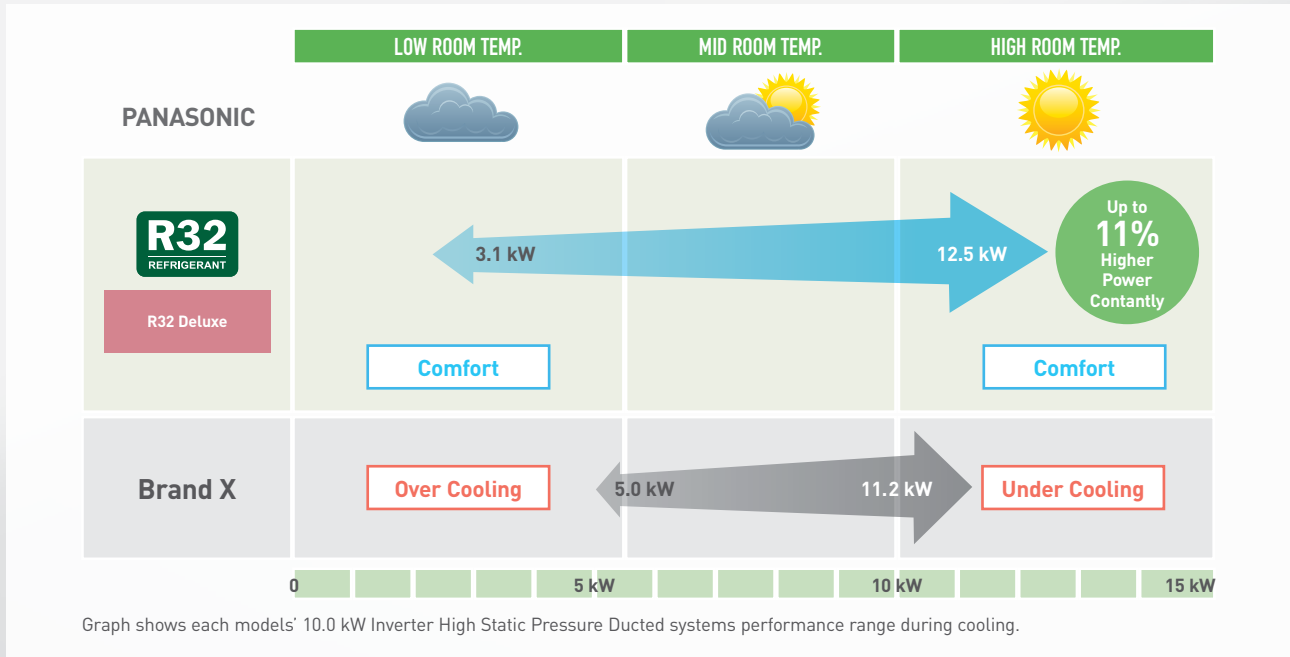 LOW ROOM TEMP.
MID ROOM TEMP.
HIGH ROOM TEMP.
PANASONIC
R32
REFRIGERANT
R32 Deluxe
3.1 kW
12.5 kW
Up to
11%
Higher
Power
Contantly
Comfort
Comfort
Brand X
Over Cooling
5.0 kW
11.2 kW
Under Cooling
0
5 kW
10 kW
15 kW
Graph shows each models’ 10.0 kW Inverter High Static Pressure Ducted systems performance range during cooling.